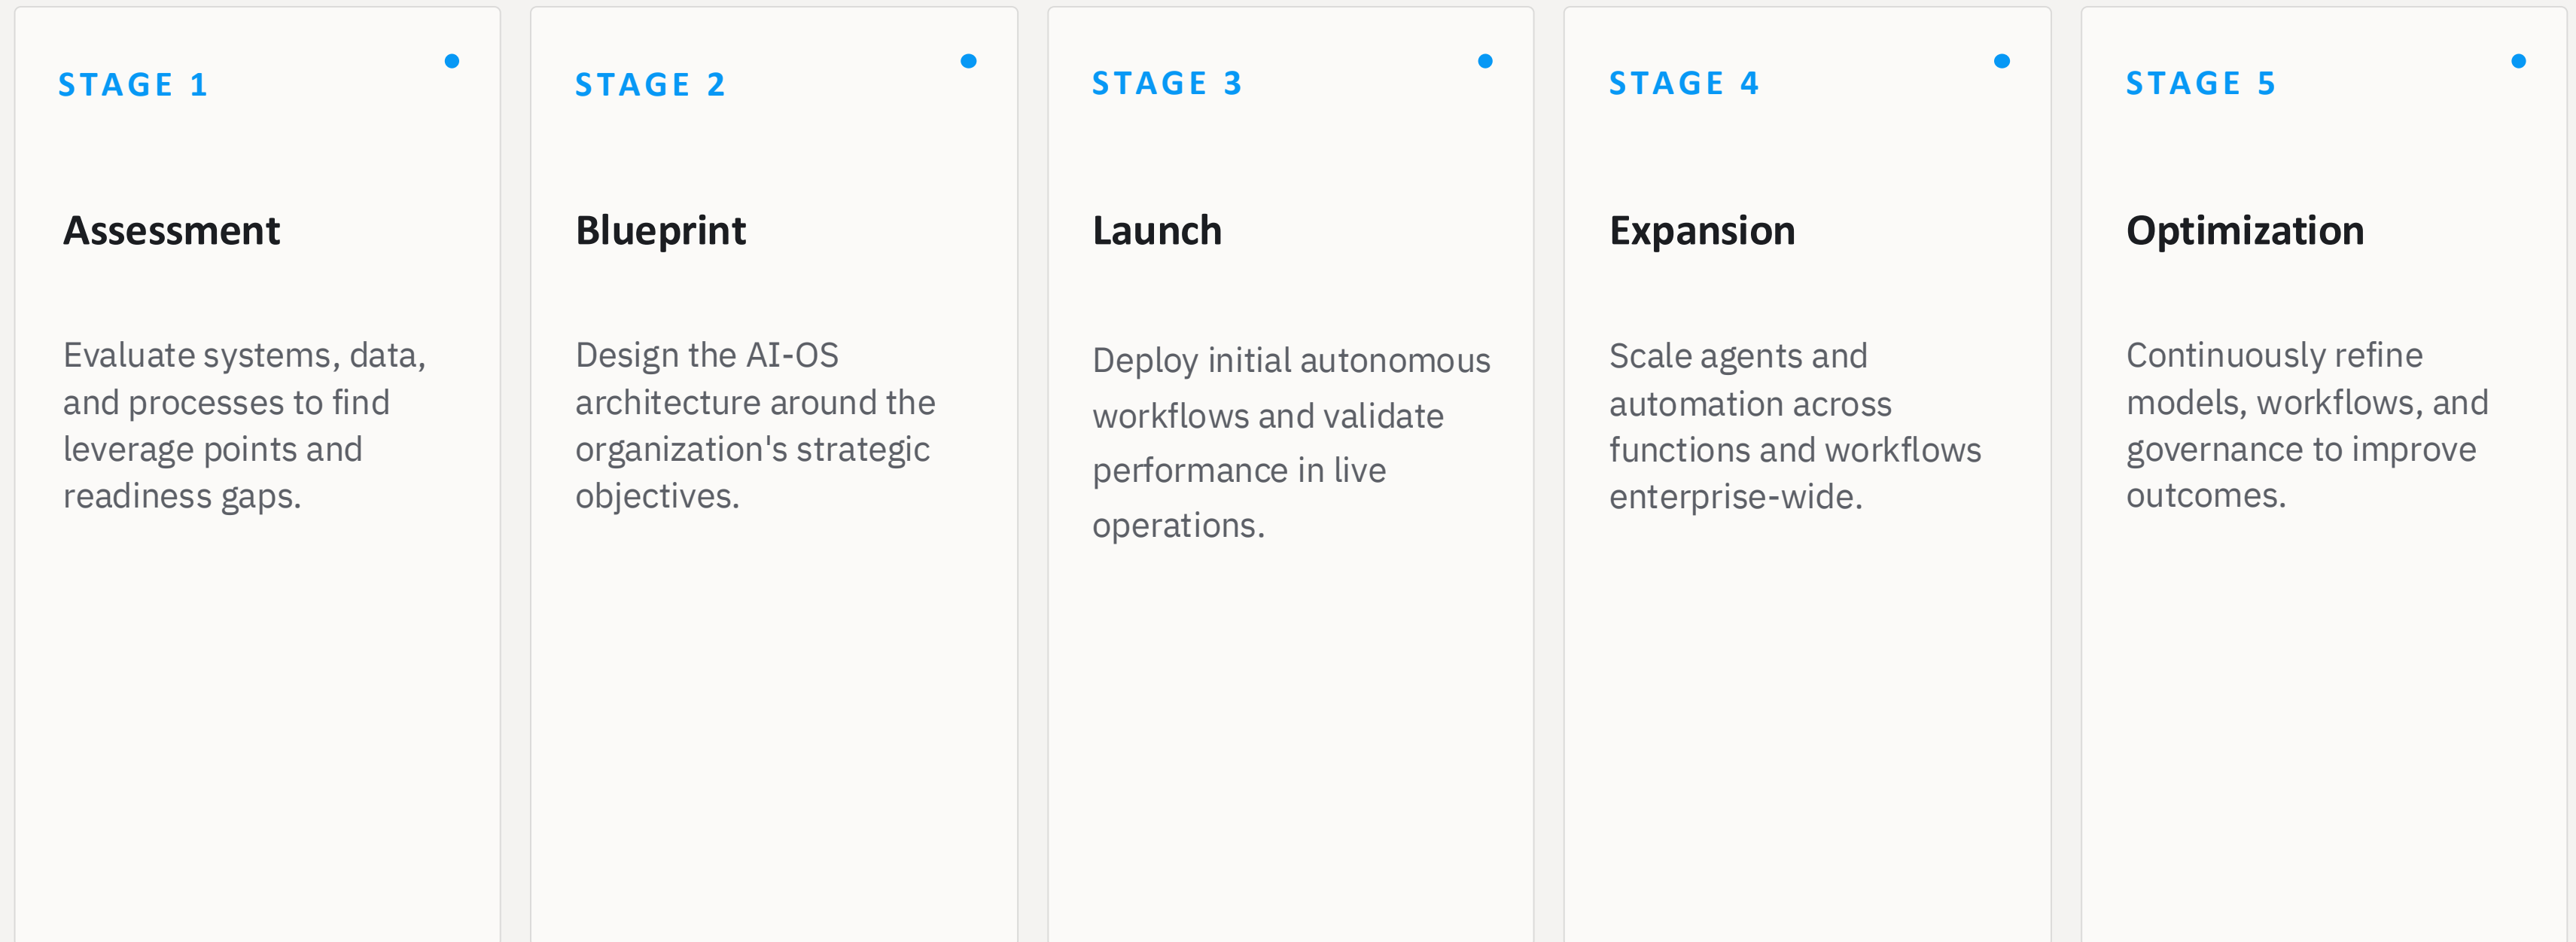 STAGE 1
Assessment
Evaluate systems, data,
and processes to find
leverage points and
readiness gaps.
STAGE 2
Blueprint
Design the AI-OS
architecture around the
organization's strategic
objectives.
STAGE 3
Launch
Deploy initial autonomous
workflows and validate
performance in live
operations.
STAGE 4
Expansion
Scale agents and
automation across
functions and workflows
enterprise-wide.
STAGE 5
Optimization
Continuously refine
models, workflows, and
governance to improve
outcomes.